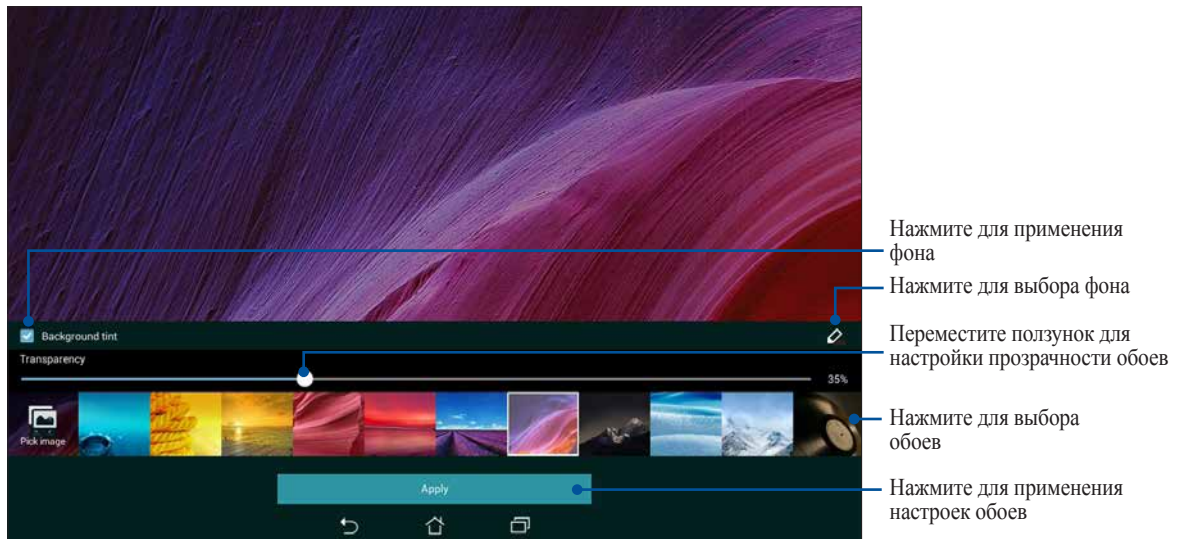 Нажмите для применения
фона
Нажмите для выбора фона
Background tint
Переместите ползунок для
настройки прозрачности обоев
Transparency
35%
Pick image
Нажмите для выбора
обоев
Apply
Нажмите для применения
настроек обоев